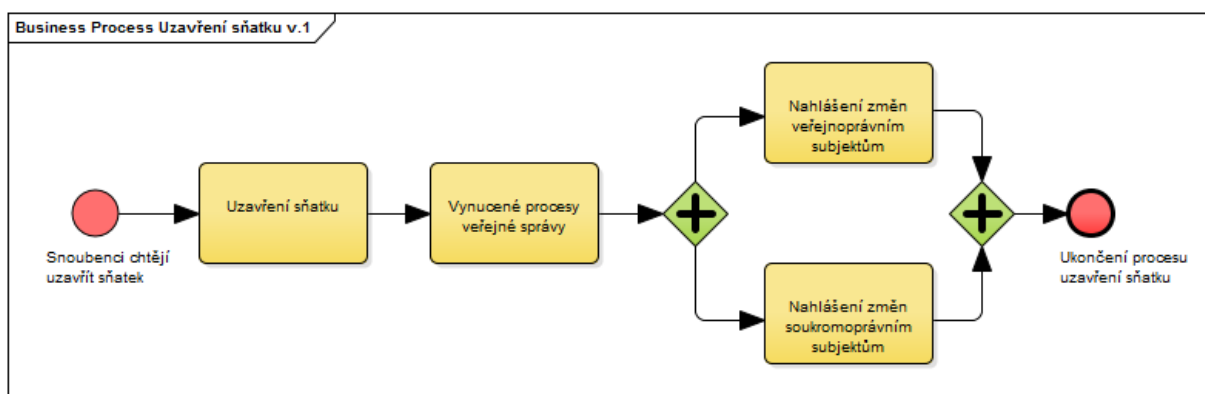 Business Process Uzavření sňatku v.1
Snoubenci chtějí
uzavřít sňatek
Uzavření sňatku
Vynucené procesy
veřejné správy
Nahlášení změn
veřejnoprávním
subjektům
Nahlášení změn
soukromoprávním
subjektům
Ukončení procesu
uzavření sňatku